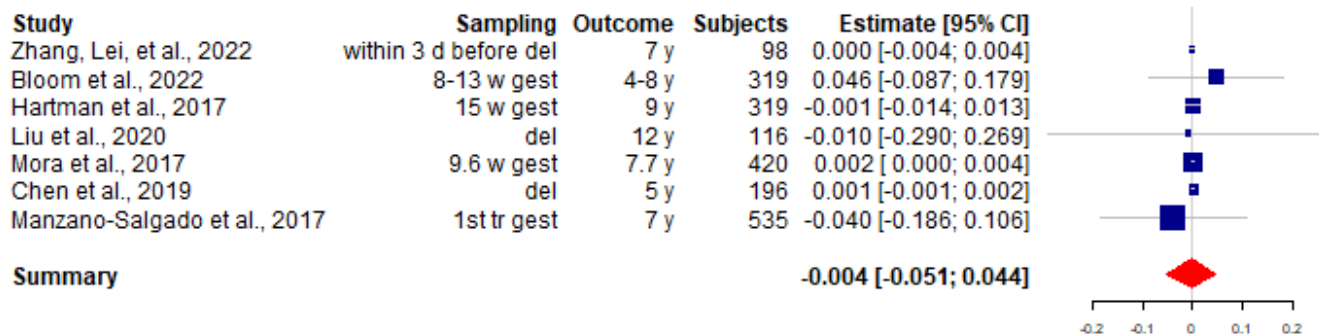 Study Sampling Outcome Subjects Estimate [95% CI]
Zhang, Lei, et al., 2022 within 3 d before del 7 y 98 0.000 [-0.004; 0.004]
Bloom et al., 2022 8-13 w gest 4-8 y 319 0.046 [-0.087; 0.179]
Hartman et al., 2017 15 w gest 9 y 319 -0.001 [-0.014; 0.013]
Liu et al., 2020 del 12 y 116 -0.010 [-0.290; 0.269]
Mora et al., 2017 9.6 w gest 7.7 y 420 0.002 [ 0.000; 0.004]
Chen et al., 2019 del 5 y 196 0.001 [-0.001; 0.002]
Manzano-Salgado et al., 2017 1st tr gest 7 y 535 -0.040 [-0.186; 0.106]
Summary -0.004 [-0.051; 0.044]
-0.2 -0.1 0 0.1 0.2